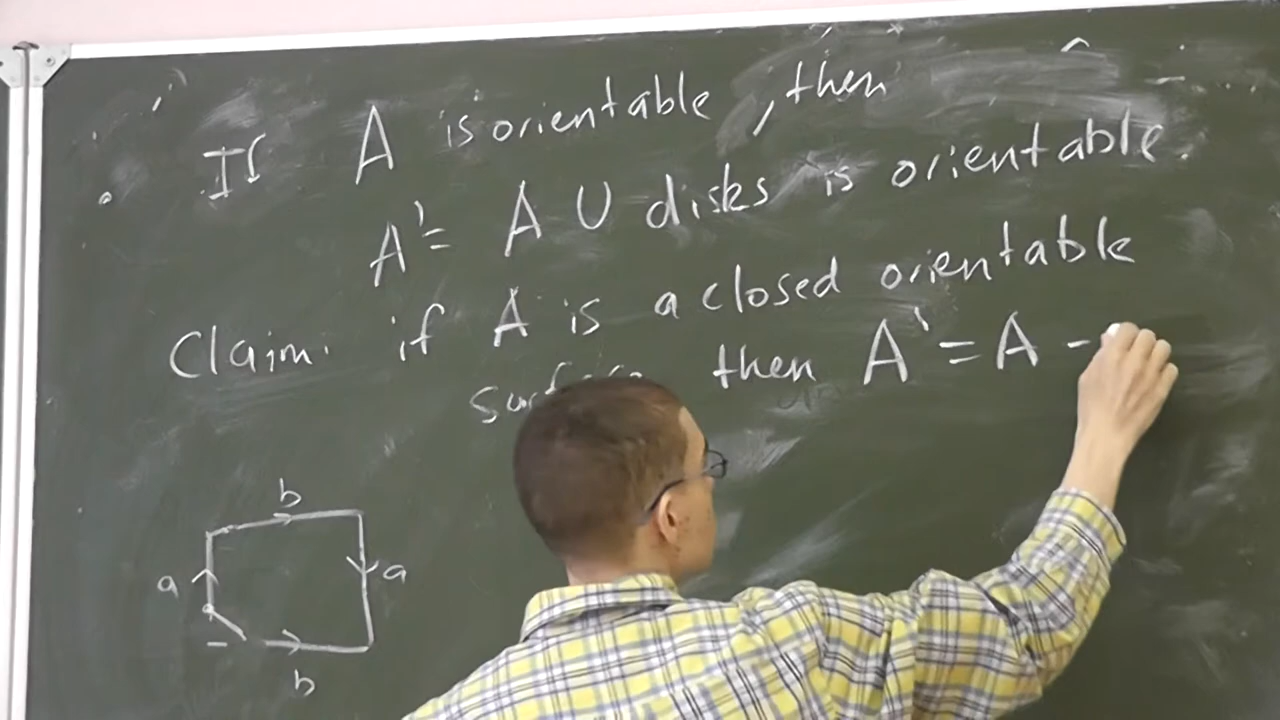 If A is orientable, then
A' = A ∪ disks is orientable.
Claim. if A is a closed orientable
then A' = A -
b
a
a
b